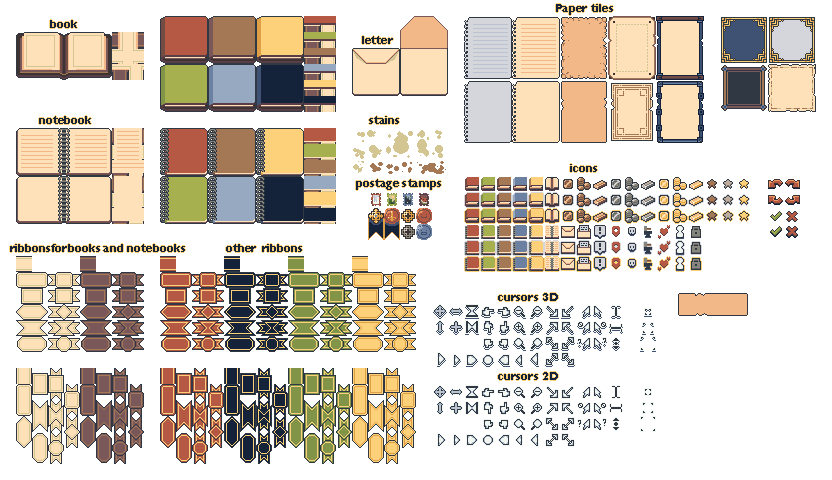 Paper tiles
book
letter
notebook
stains
icons
postage stamps
ribbonsforbooks and notebooks
other ribbons
cursors 3D
cursors 2D